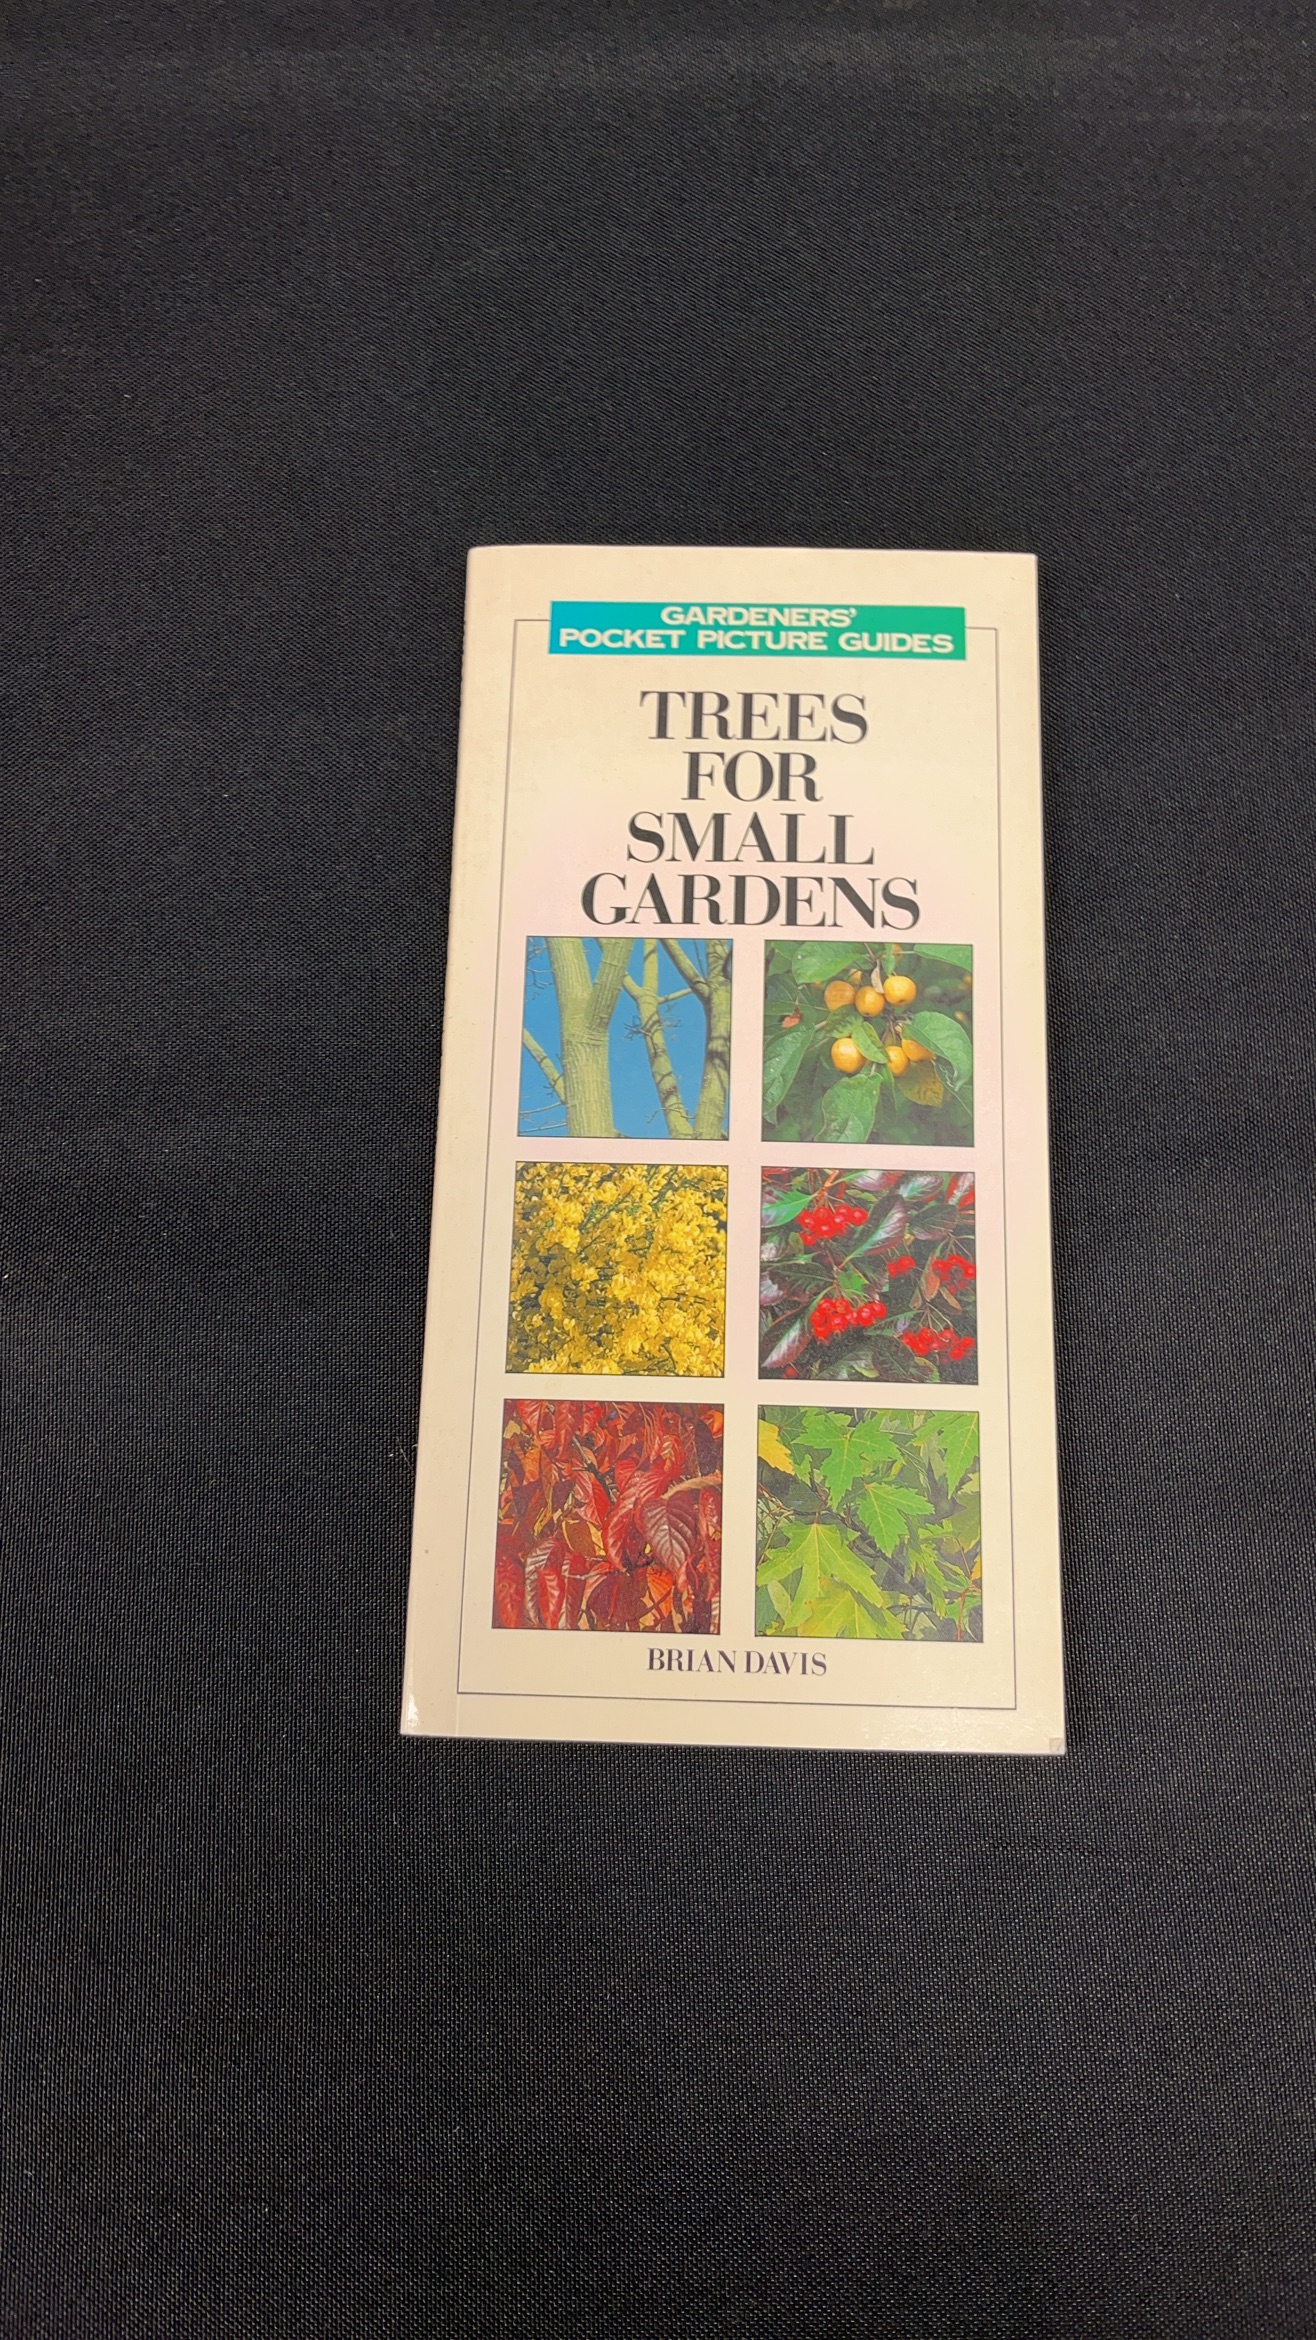 GARDENERS'
POCKET PICTURE GUIDES
TREES
FOR
SMALL
GARDENS
BRIAN DAVIS